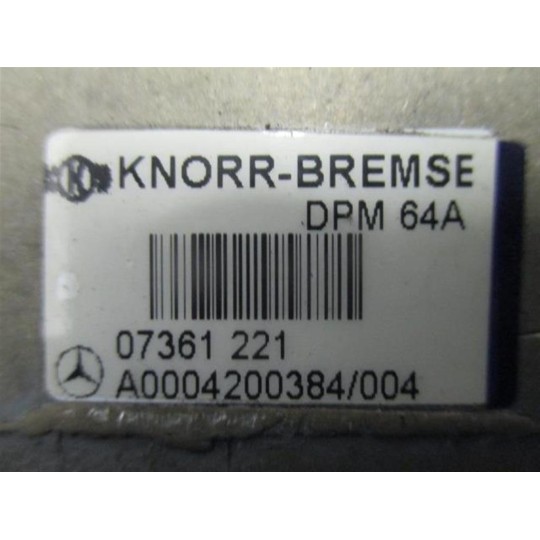 K KNORR-BREMSE
DPM 64A
07361 221
A0004200384/004